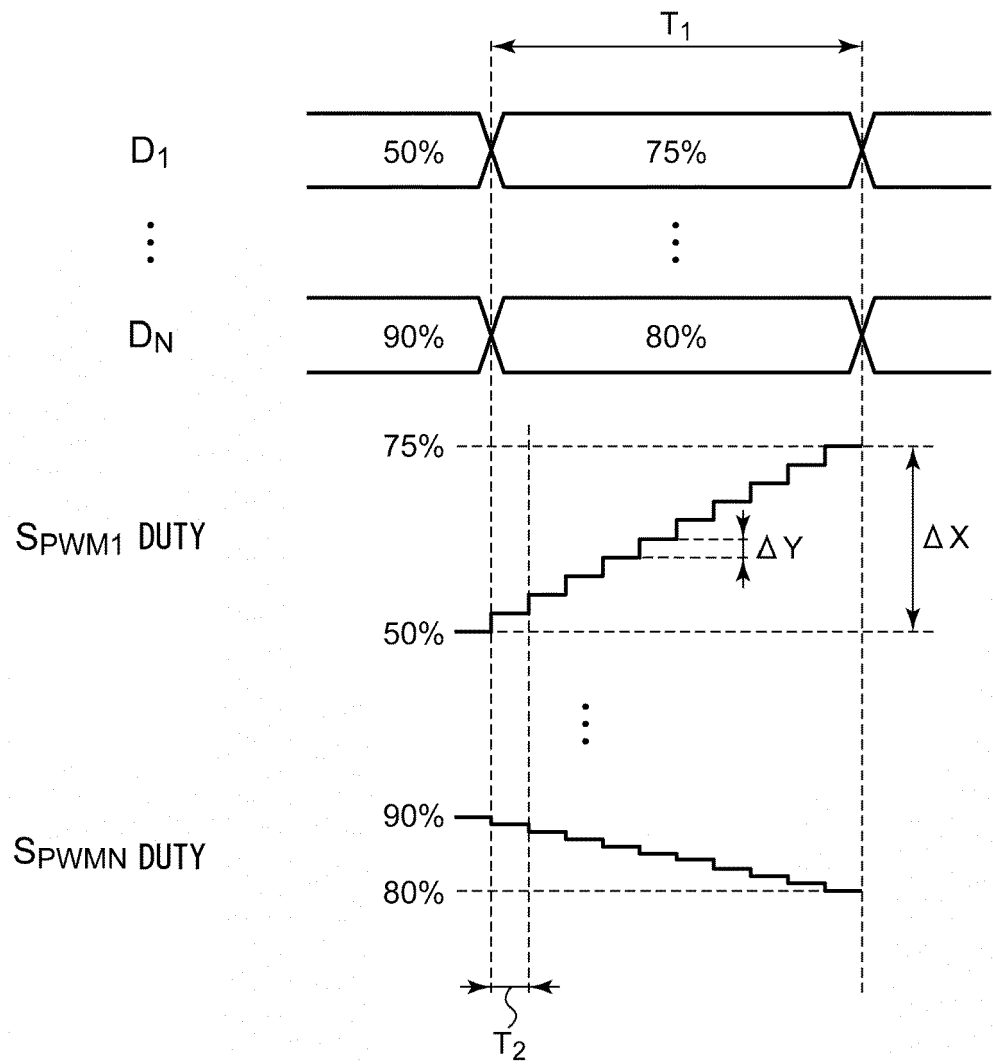 T1
D1 50% 75%
DN 90% 80%
75%
SPWM1 DUTY ΔY ΔX
50%
90%
SPWMN DUTY
80%
T2